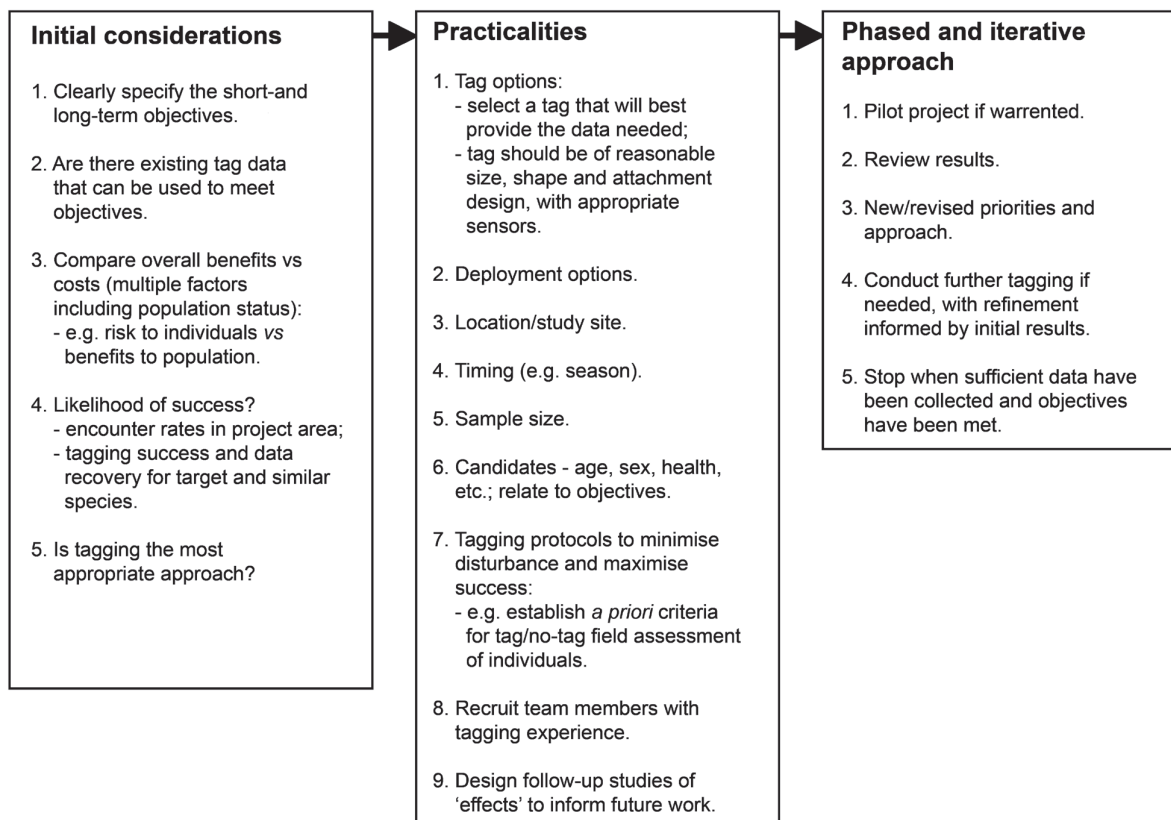 Initial considerations
1. Clearly specify the short-and
long-term objectives.
2. Are there existing tag data
that can be used to meet
objectives.
3. Compare overall benefits vs
costs (multiple factors
including population status):
- e.g. risk to individuals vs
benefits to population.
4. Likelihood of success?
- encounter rates in project area;
- tagging success and data
recovery for target and similar
species.
5. Is tagging the most
appropriate approach?
Practicalities
1. Tag options:
- select a tag that will best
provide the data needed;
- tag should be of reasonable
size, shape and attachment
design, with appropriate
sensors.
2. Deployment options.
3. Location/study site.
4. Timing (e.g. season).
5. Sample size.
6. Candidates - age, sex, health,
etc.; relate to objectives.
7. Tagging protocols to minimise
disturbance and maximise
success:
- e.g. establish a priori criteria
for tag/no-tag field assessment
of individuals.
8. Recruit team members with
tagging experience.
9. Design follow-up studies of
‘effects’ to inform future work.
Phased and iterative
approach
1. Pilot project if warrented.
2. Review results.
3. New/revised priorities and
approach.
4. Conduct further tagging if
needed, with refinement
informed by initial results.
5. Stop when sufficient data have
been collected and objectives
have been met.